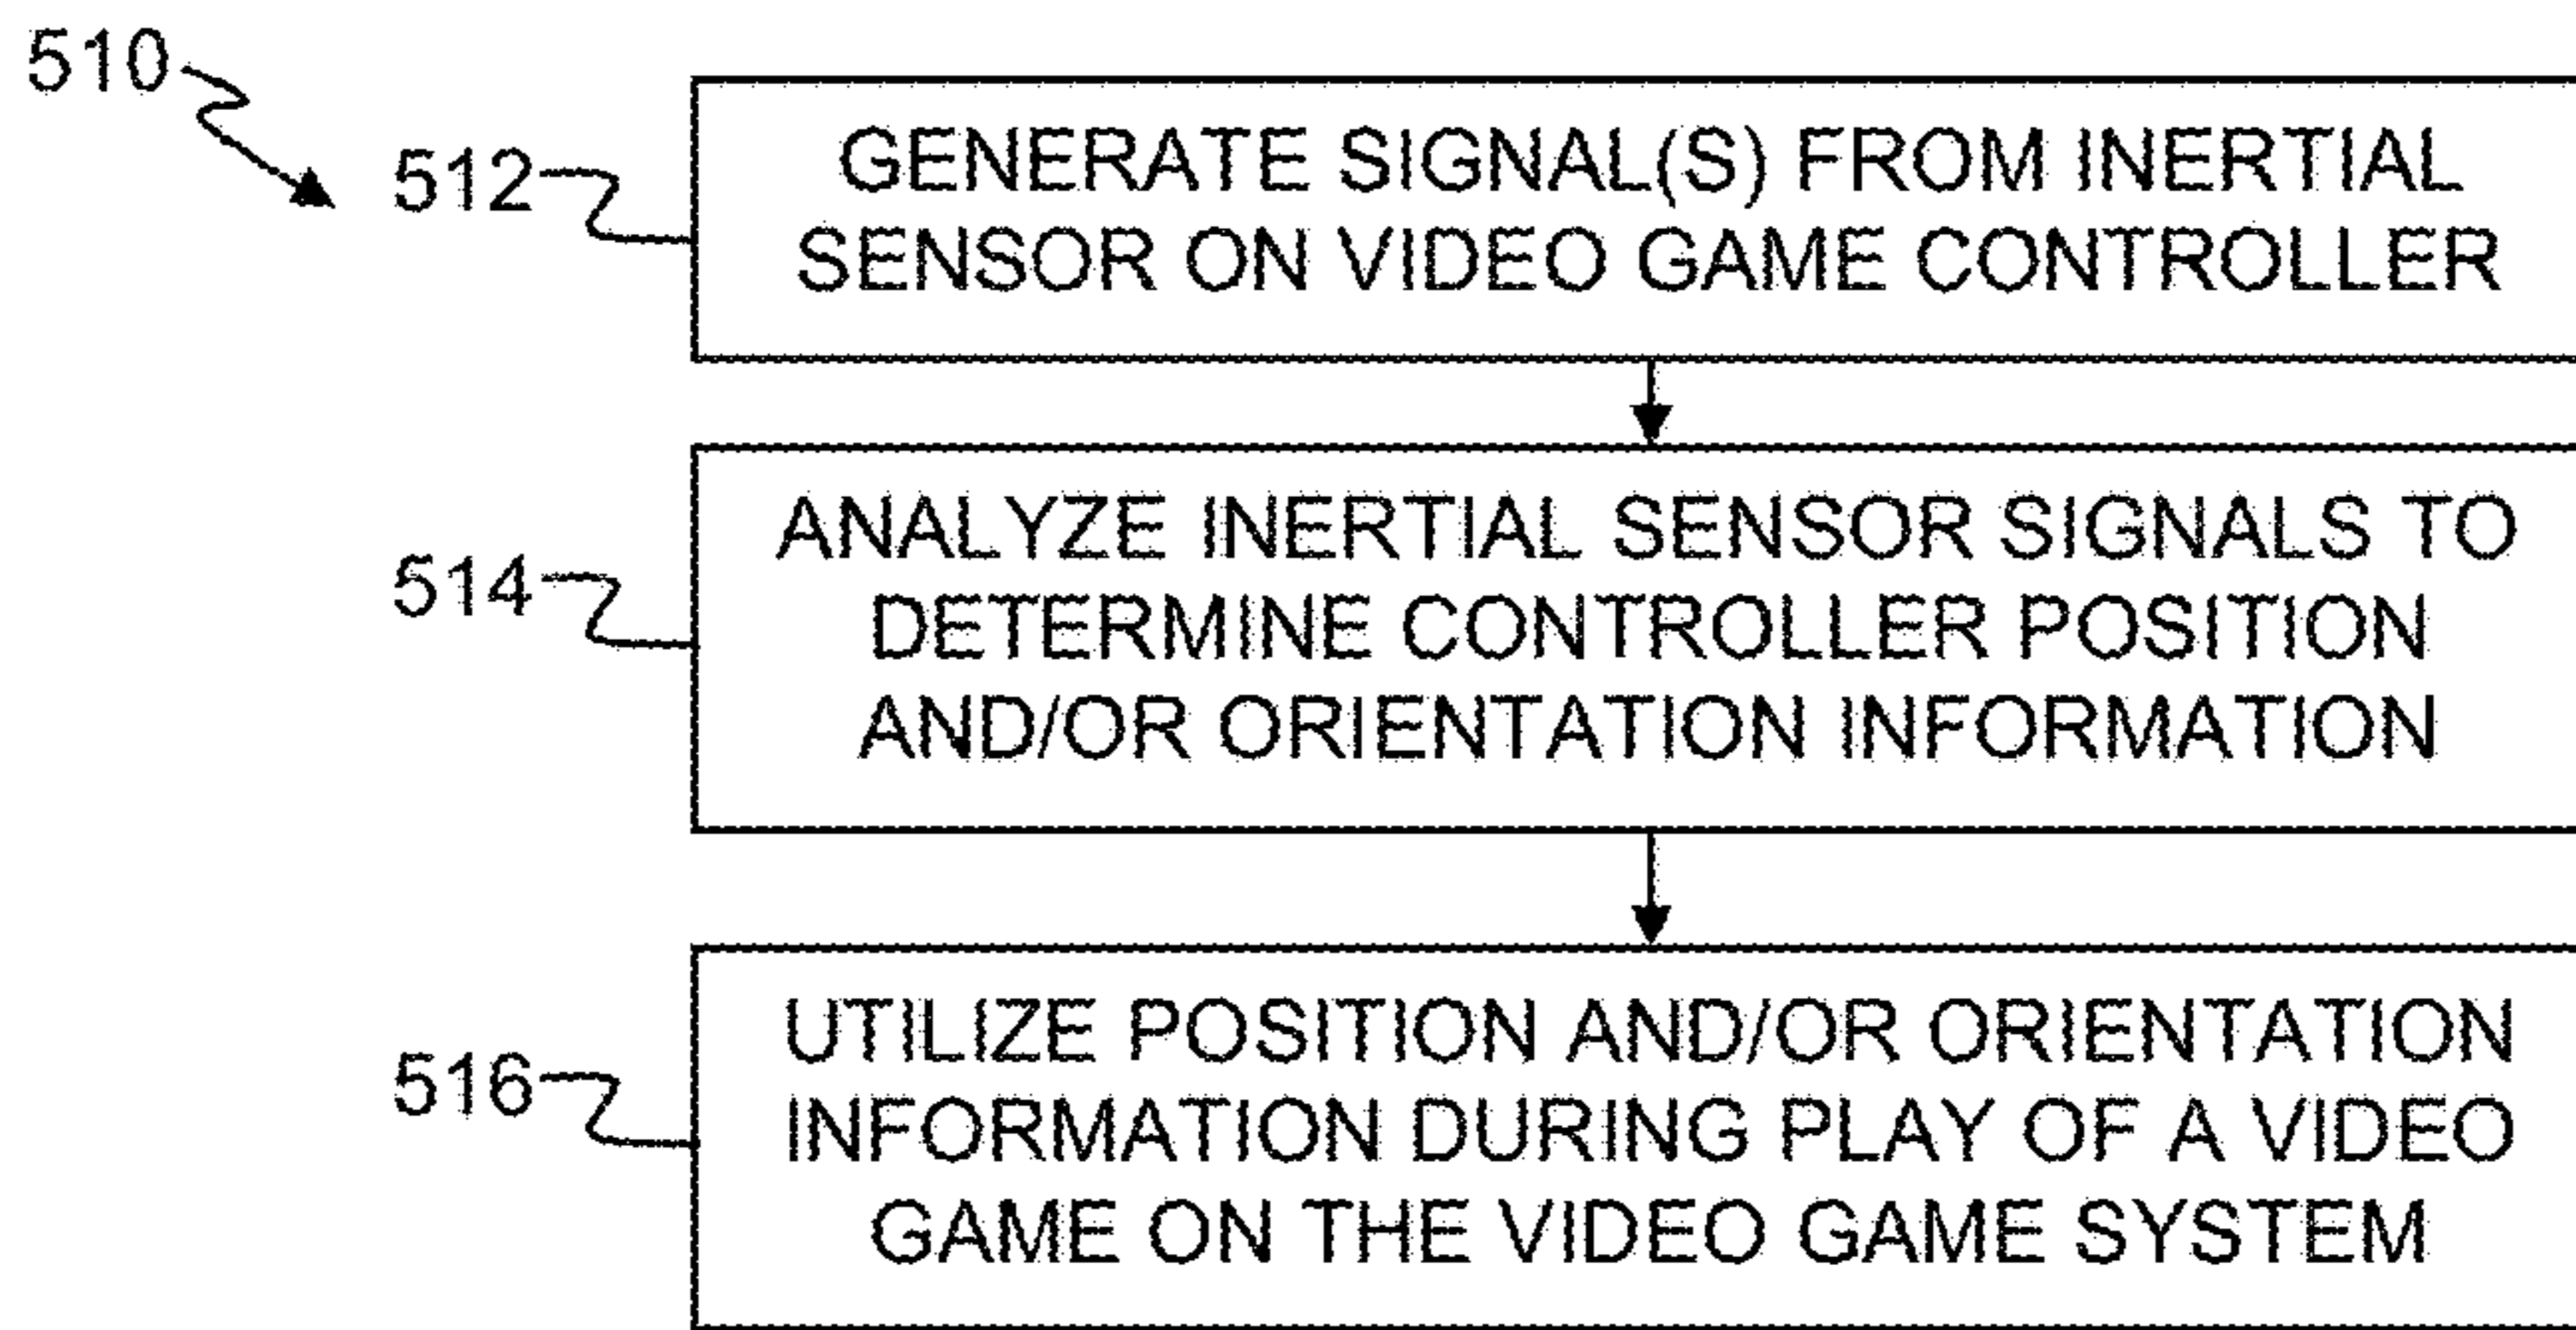 510
512
GENERATE SIGNAL(S) FROM INERTIAL
SENSOR ON VIDEO GAME CONTROLLER
514
ANALYZE INERTIAL SENSOR SIGNALS TO
DETERMINE CONTROLLER POSITION
AND/OR ORIENTATION INFORMATION
516
UTILIZE POSITION AND/OR ORIENTATION
INFORMATION DURING PLAY OF A VIDEO
GAME ON THE VIDEO GAME SYSTEM